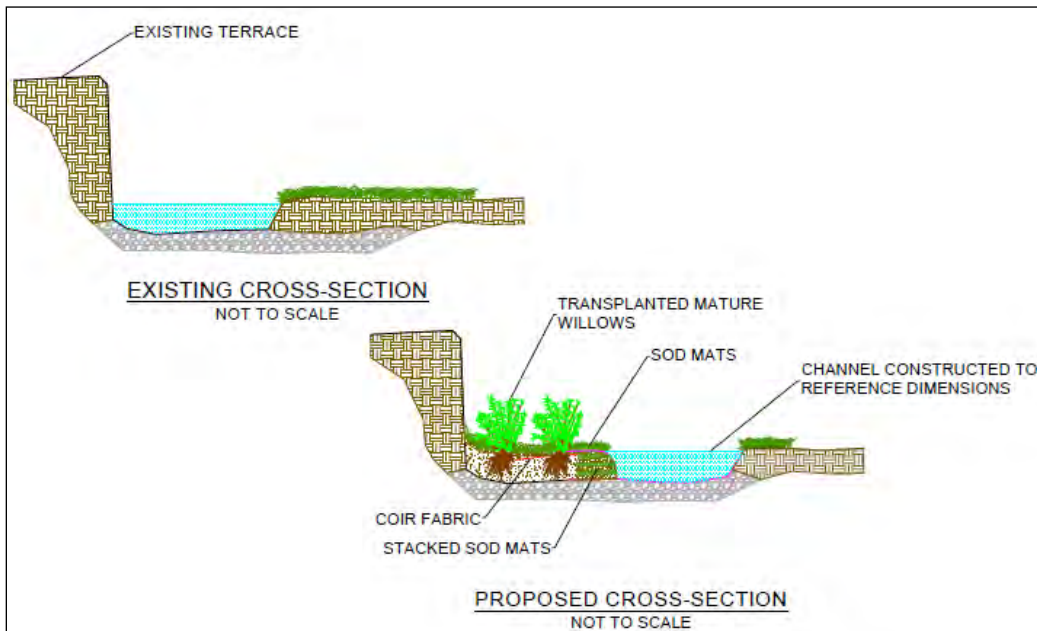 EXISTING TERRACE
EXISTING CROSS-SECTION
NOT TO SCALE
TRANSPLANTED MATURE
WILLOWS
SOD MATS
CHANNEL CONSTRUCTED TO
REFERENCE DIMENSIONS
COIR FABRIC
STACKED SOD MATS
PROPOSED CROSS-SECTION
NOT TO SCALE